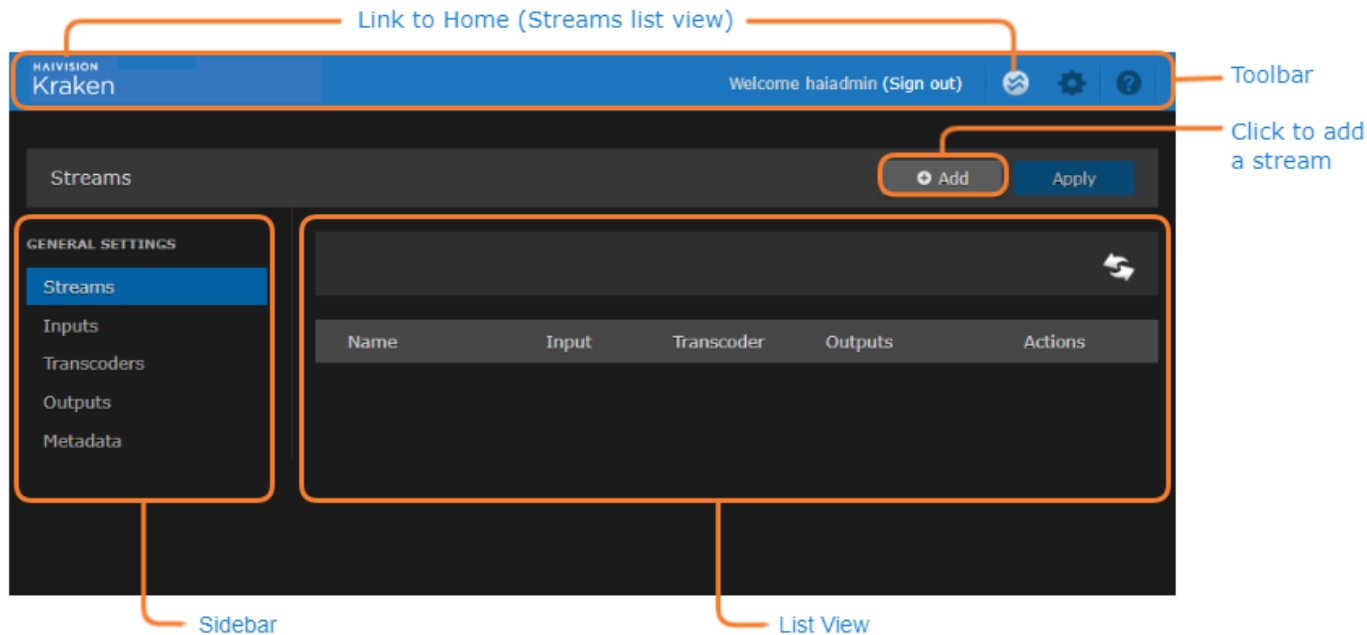 Link to Home (Streams list view)
HAIVISION
Kraken
Welcome haiadmin (Sign out)
Toolbar
Click to add
a stream
Streams
Add
Apply
GENERAL SETTINGS
Streams
Inputs
Transcoders
Outputs
Metadata
Name Input Transcoder Outputs Actions
Sidebar
List View